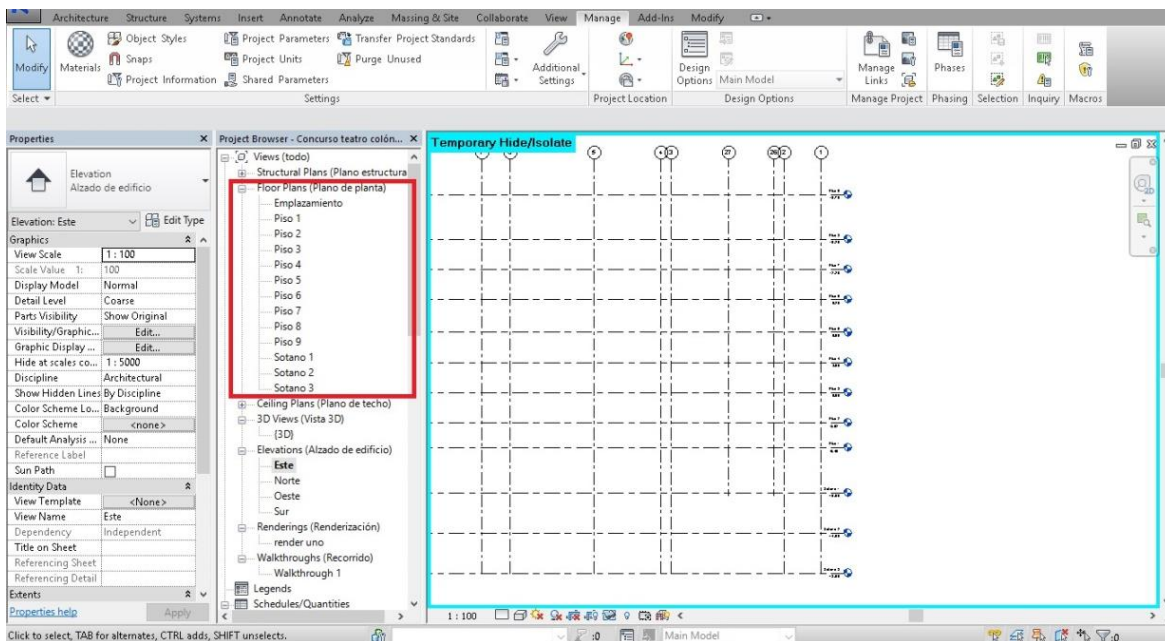 Architecture Structure Systems Insert Annotate Analyze Massing & Site Collaborate View Manage Add-Ins Modify
Modify
Materials
Object Styles
Snaps
Project Information
Project Parameters
Project Units
Shared Parameters
Transfer Project Standards
Purge Unused
Additional Settings
Design Options
Main Model
Manage Links
Phases
Select
Settings
Project Location
Design Options
Manage Project
Phasing
Selection
Inquiry
Macros
Properties
Elevation
Alzado de edificio
Elevation: Este
Edit Type
Graphics
View Scale 1 : 100
Scale Value 1: 100
Display Model Normal
Detail Level Coarse
Parts Visibility Show Original
Visibility/Graphic... Edit...
Graphic Display ... Edit...
Hide at scales co... 1 : 5000
Discipline Architectural
Show Hidden Lines By Discipline
Color Scheme Lo... Background
Color Scheme <none>
Default Analysis ... None
Reference Label
Sun Path
Identity Data
View Template <None>
View Name Este
Dependency Independent
Title on Sheet
Referencing Sheet
Referencing Detail
Extents
Properties help
Apply
Project Browser - Concurso teatro colón...
Views (todo)
Structural Plans (Plano estructura
Floor Plans (Plano de planta)
Emplazamiento
Piso 1
Piso 2
Piso 3
Piso 4
Piso 5
Piso 6
Piso 7
Piso 8
Piso 9
Sotano 1
Sotano 2
Sotano 3
Ceiling Plans (Plano de techo)
3D Views (Vista 3D)
{3D}
Elevations (Alzado de edificio)
Este
Norte
Oeste
Sur
Renderings (Renderización)
render uno
Walkthroughs (Recorrido)
Walkthrough 1
Legends
Schedules/Quantities
Temporary Hide/Isolate
1 : 100
Click to select, TAB for alternates, CTRL adds, SHIFT unselects.
:0
Main Model
:0